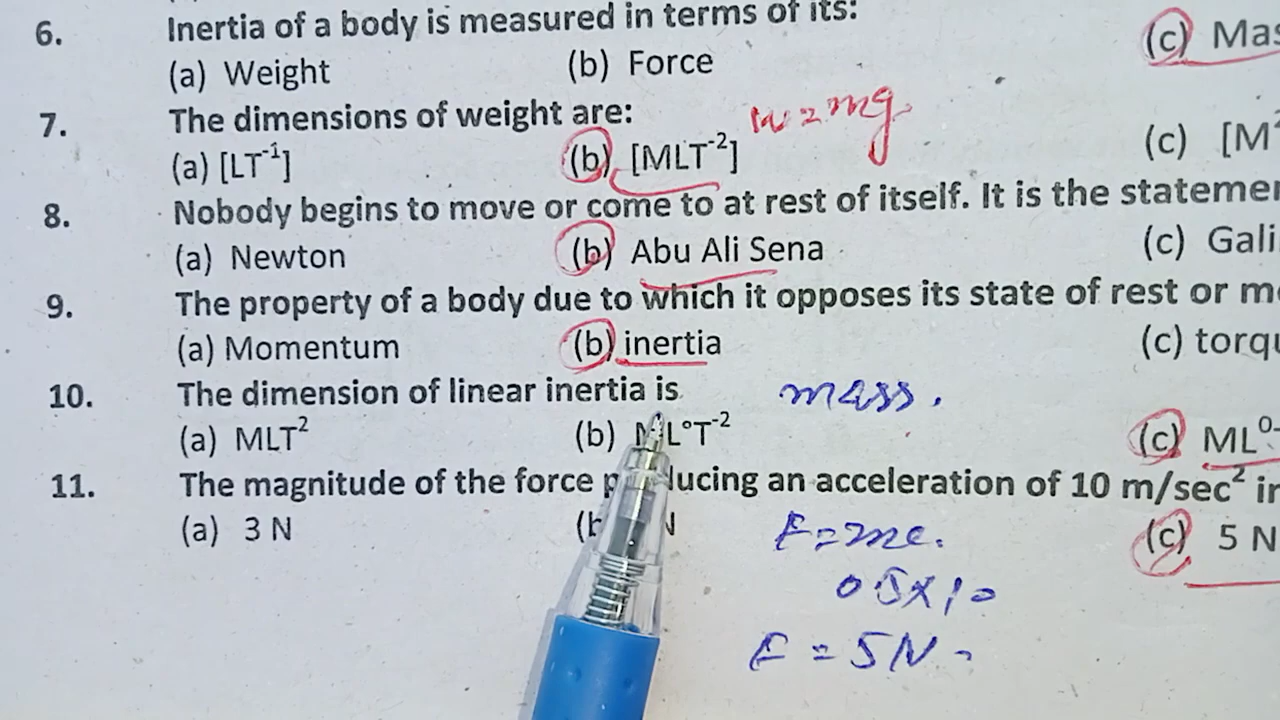 6. Inertia of a body is measured in terms of its:
(a) Weight (b) Force (c) Mas
7. The dimensions of weight are: w = mg
(a) [LT⁻¹] (b) [MLT⁻²] (c) [M
8. Nobody begins to move or come to at rest of itself. It is the statemen
(a) Newton (b) Abu Ali Sena (c) Gali
9. The property of a body due to which it opposes its state of rest or mo
(a) Momentum (b) inertia (c) torqu
10. The dimension of linear inertia is mass.
(a) MLT² (b) ML°T⁻² (c) ML⁰
11. The magnitude of the force ducing an acceleration of 10 m/sec² in
(a) 3 N (b N (c) 5 N
F = ma.
0.5 x 10
F = 5N